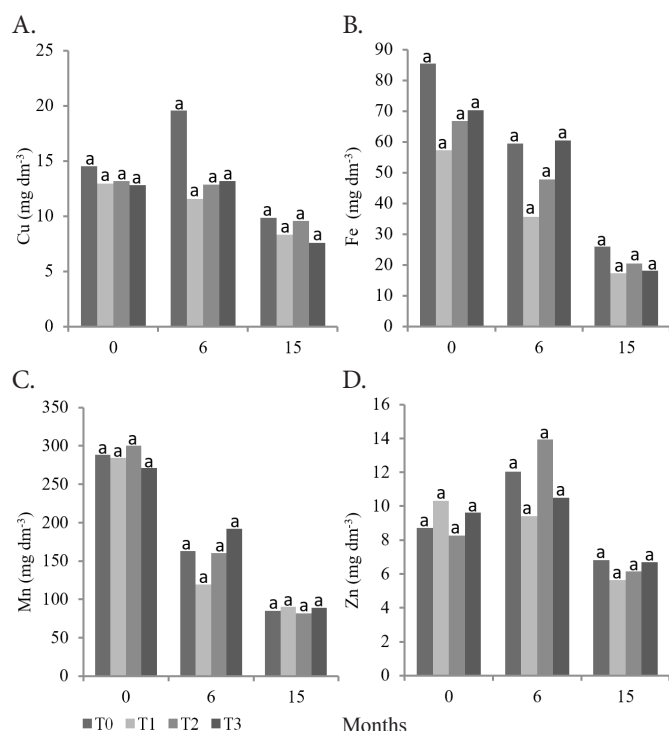 A.
Cu (mg dm-3)
25
20
15
10
5
0
a a a a
a a a a
a a a a
0 6 15
B.
Fe (mg dm-3)
90
80
70
60
50
40
30
20
10
0
a a a a
a a a a
a a a a
0 6 15
C.
Mn (mg dm-3)
350
300
250
200
150
100
50
0
a a a a
a a a a
a a a a
0 6 15
D.
Zn (mg dm-3)
16
14
12
10
8
6
4
2
0
a a a a
a a a a
a a a a
0 6 15
T0 T1 T2 T3
Months